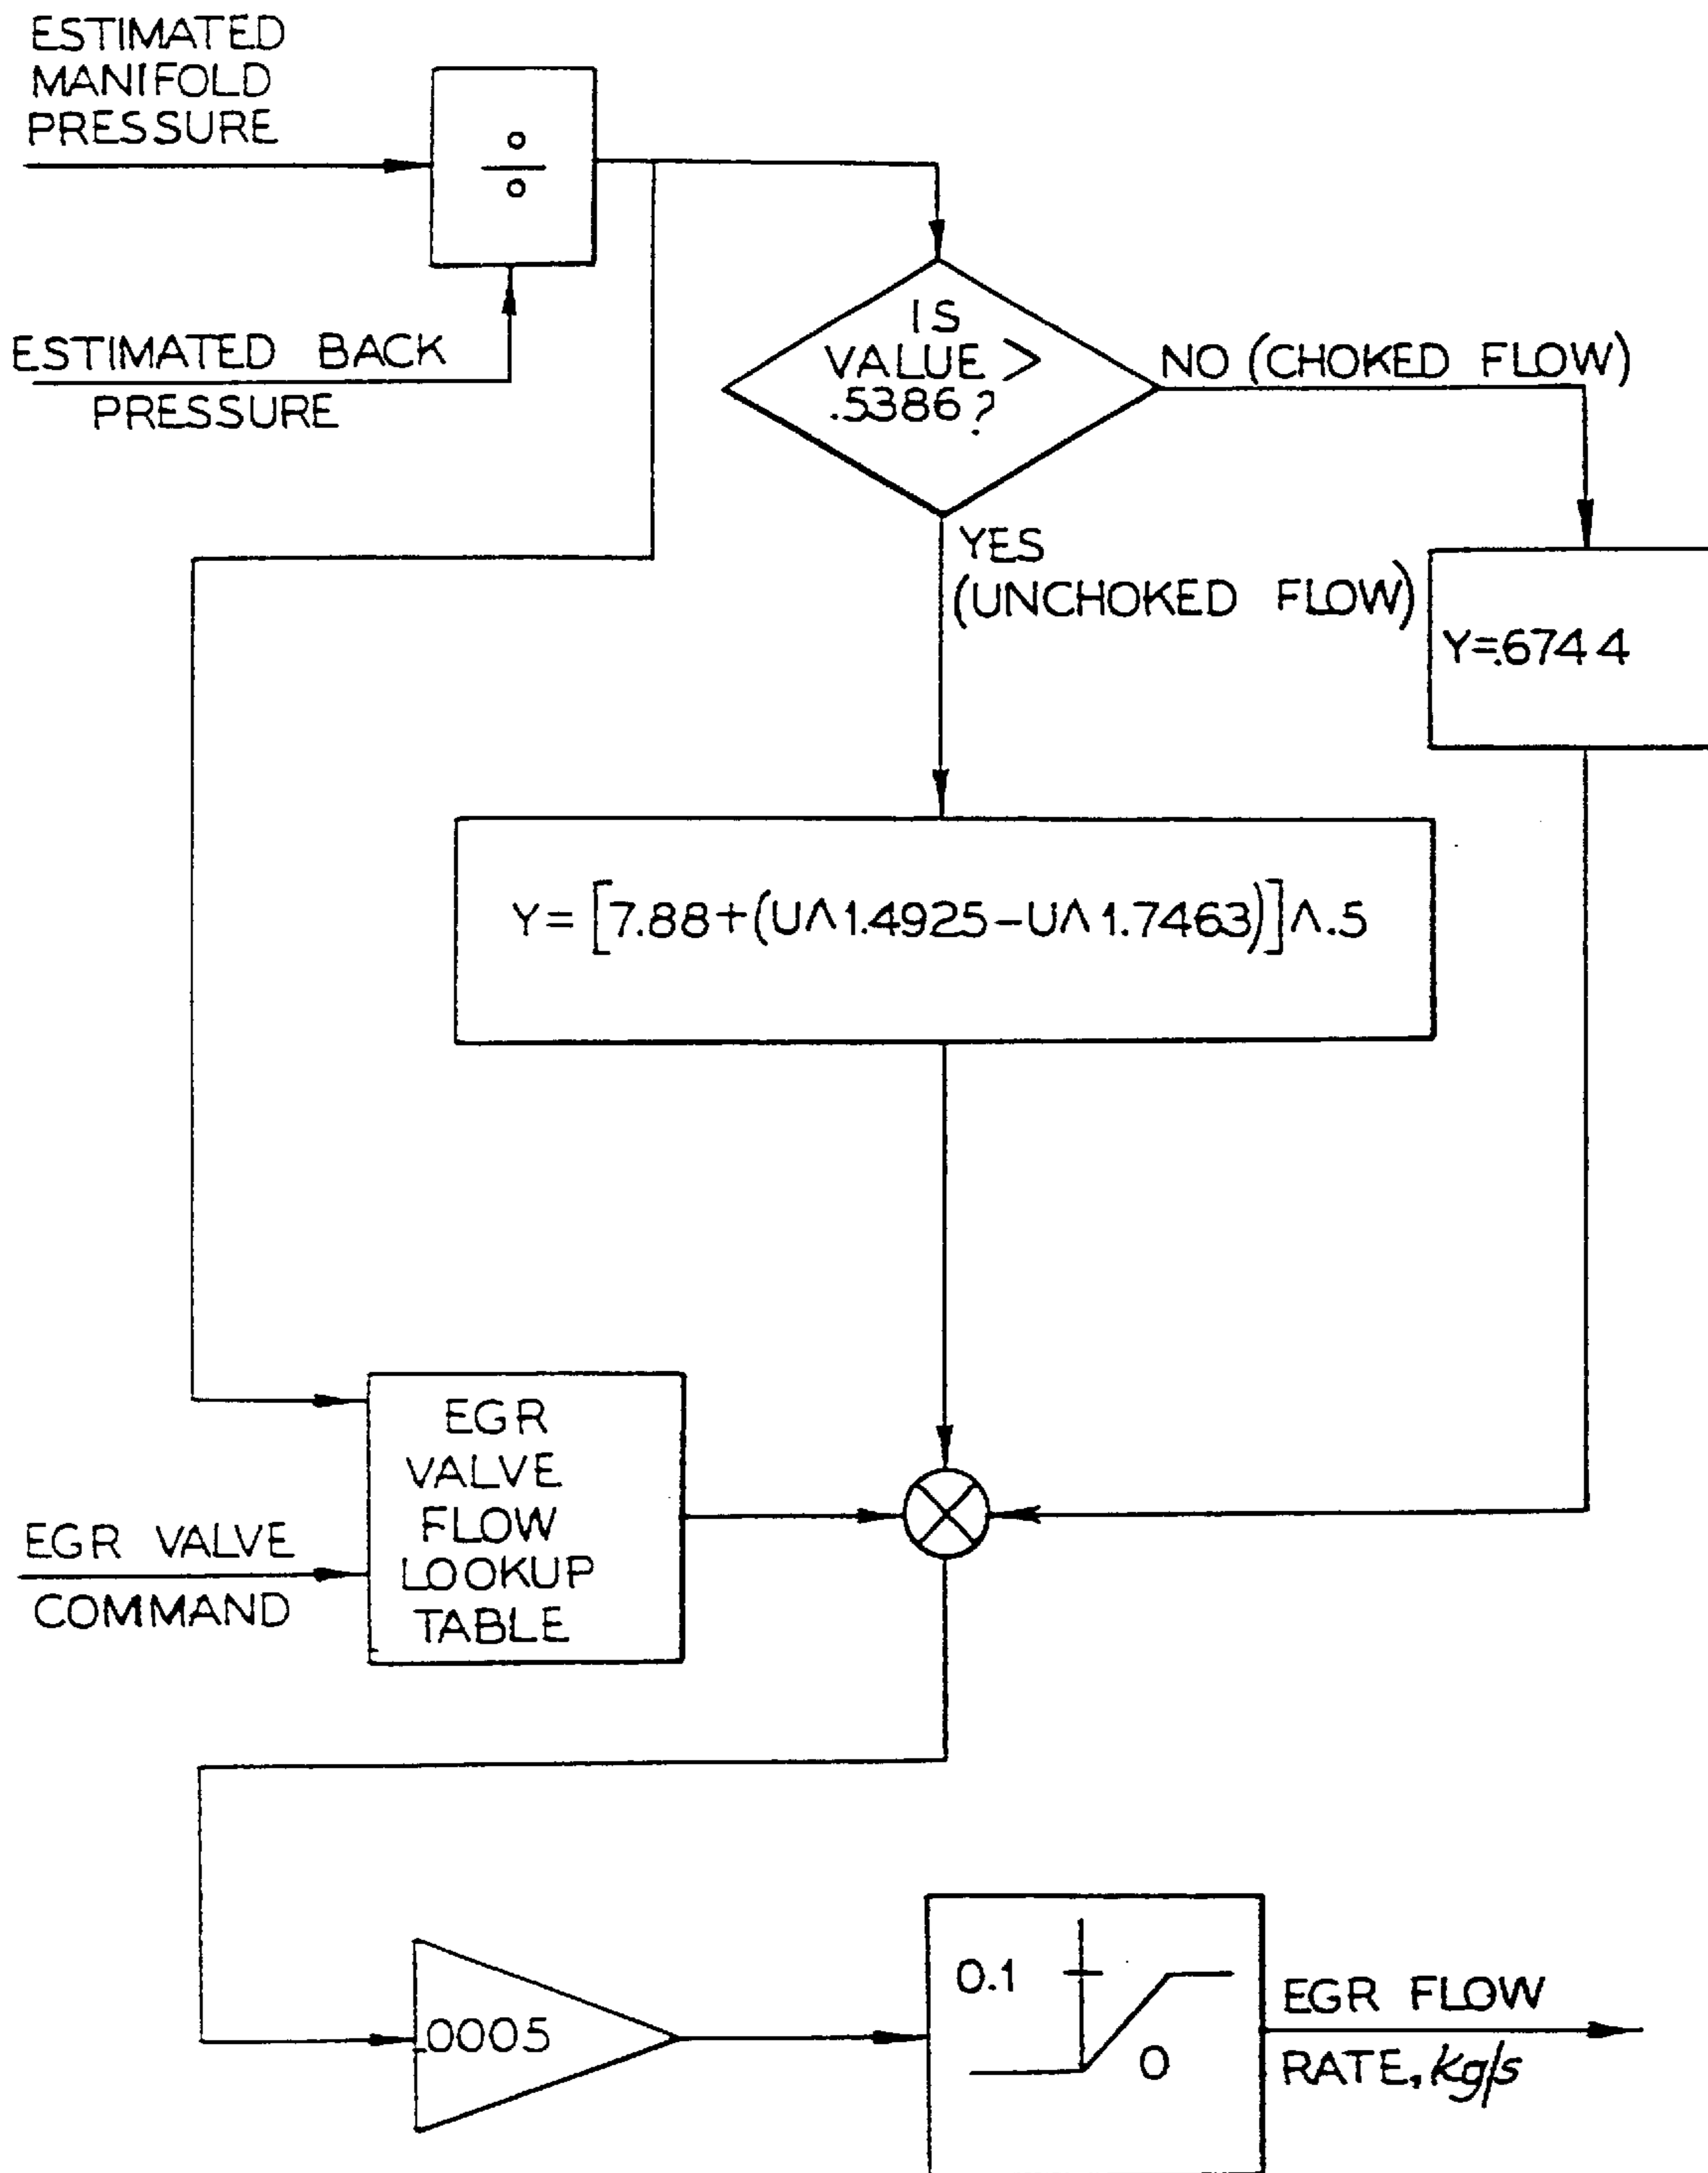 ESTIMATED
MANIFOLD
PRESSURE
ESTIMATED BACK
PRESSURE
IS
VALUE >
.5386?
NO (CHOKED FLOW)
YES
(UNCHOKED FLOW)
Y=.6744
Y= [7.88+(U∧1.4925-U∧1.7463)]∧.5
EGR
VALVE
FLOW
LOOKUP
TABLE
EGR VALVE
COMMAND
.0005
0.1
0
EGR FLOW
RATE, kg/s